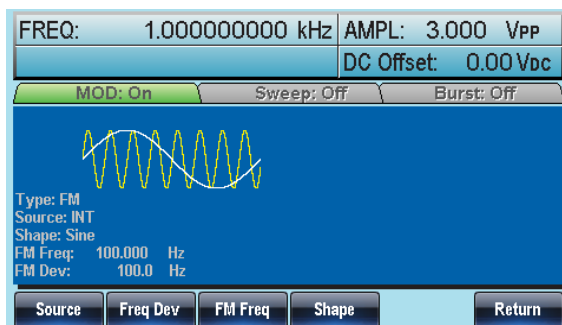 FREQ: 1.000000000 kHz AMPL: 3.000 VPP
DC Offset: 0.00 VDC
MOD: On Sweep: Off Burst: Off
Type: FM
Source: INT
Shape: Sine
FM Freq: 100.000 Hz
FM Dev: 100.0 Hz
Source Freq Dev FM Freq Shape Return